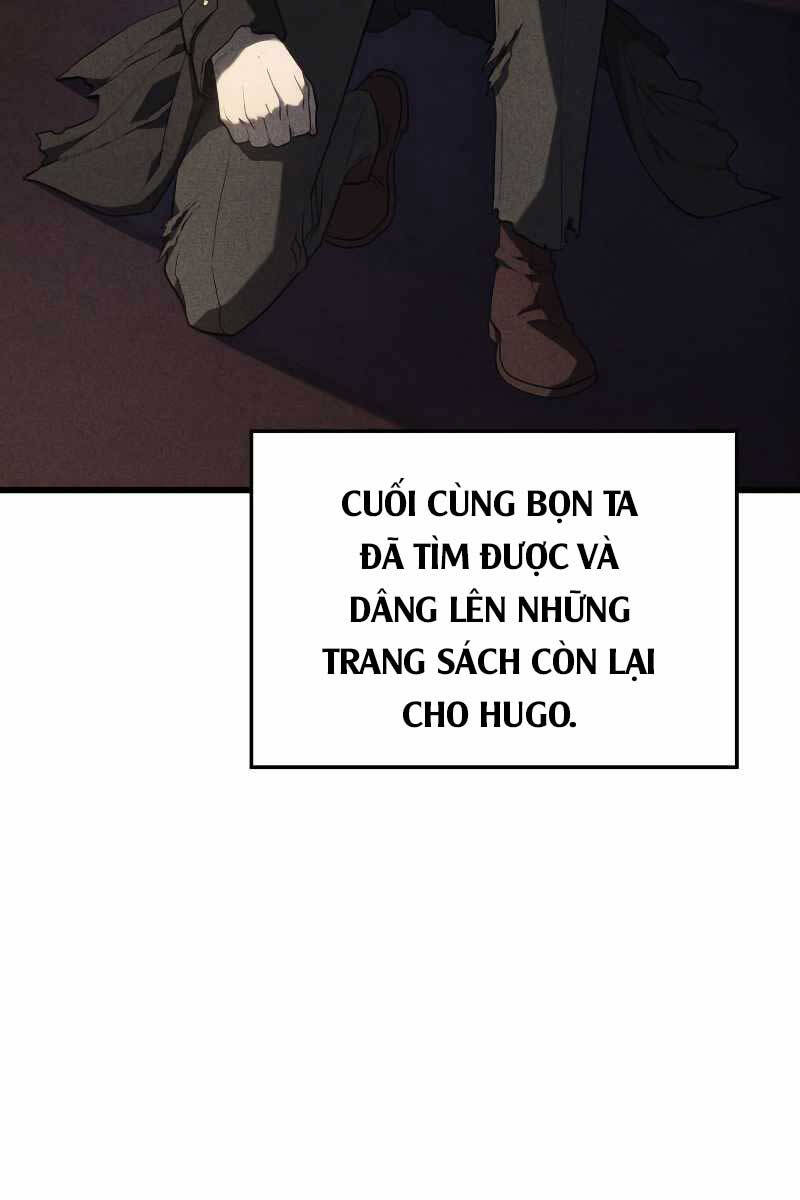 CUỐI CÙNG BỌN TA
ĐÃ TÌM ĐƯỢC VÀ
DÂNG LÊN NHỮNG
TRANG SÁCH CÒN LẠI
CHO HUGO.